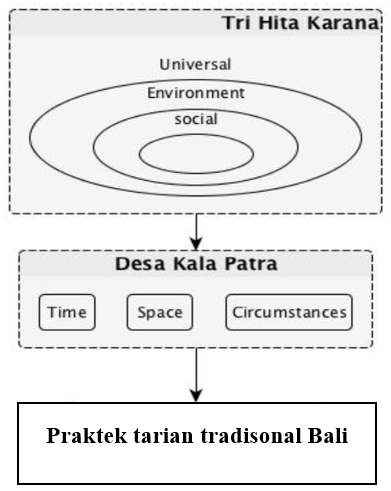 Tri Hita Karana
Universal
Environment
social
Desa Kala Patra
Time Space Circumstances
Praktek tarian tradisonal Bali